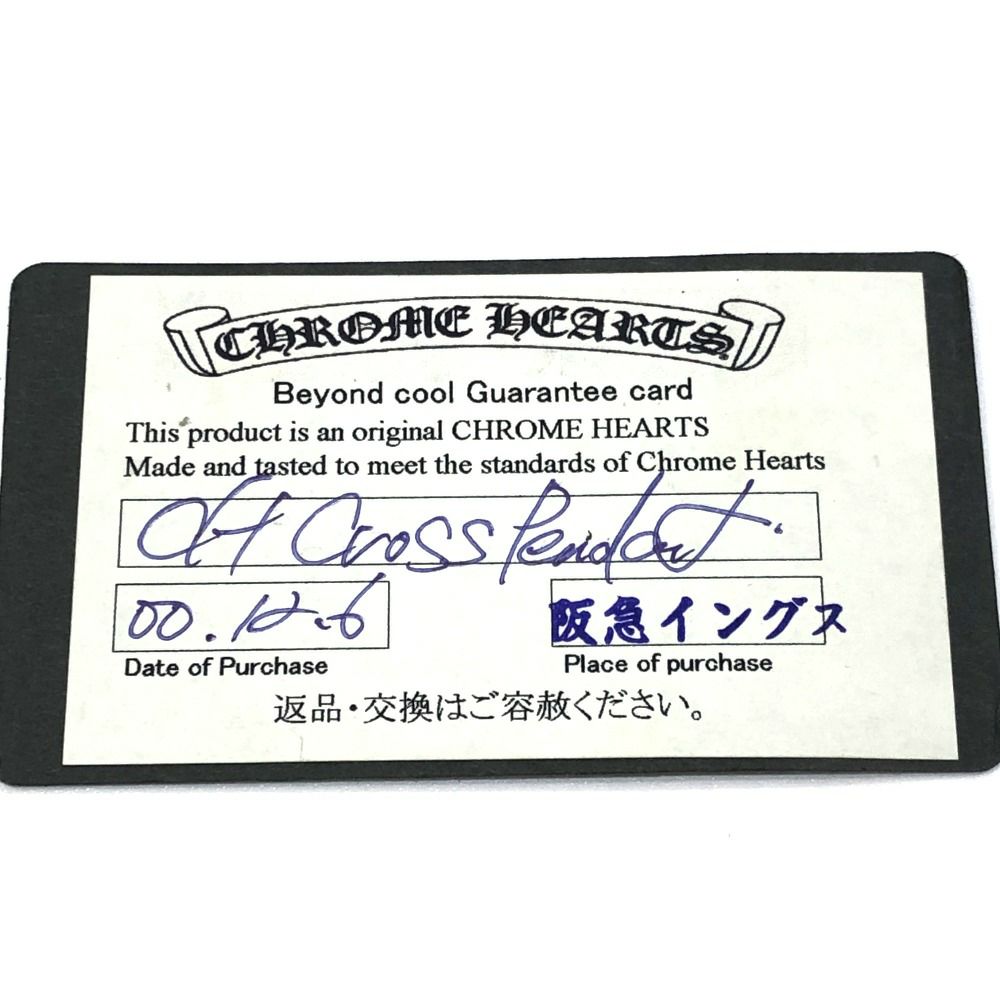 CHROME HEARTS
Beyond cool Guarantee card
This product is an original CHROME HEARTS
Made and tasted to meet the standards of Chrome Hearts
CH Cross Pendant
00.12.6 阪急イングス
Date of Purchase Place of purchase
返品・交換はご容赦ください。